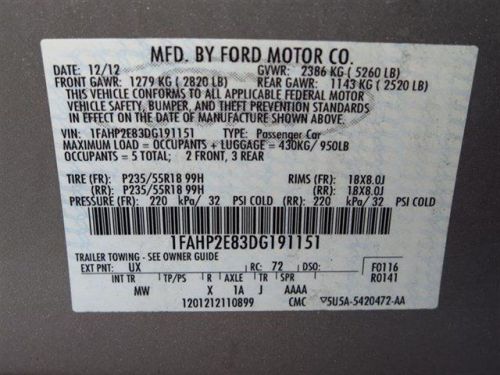 MFD. BY FORD MOTOR CO.
DATE: 12/12 GVWR: 2386 KG ( 5260 LB)
FRONT GAWR: 1279 KG ( 2820 LB) REAR GAWR: 1143 KG ( 2520 LB)
THIS VEHICLE CONFORMS TO ALL APPLICABLE FEDERAL MOTOR
VEHICLE SAFETY, BUMPER, AND THEFT PREVENTION STANDARDS
IN EFFECT ON THE DATE OF MANUFACTURE SHOWN ABOVE.
VIN: 1FAHP2E83DG191151 TYPE: Passenger Car
MAXIMUM LOAD = OCCUPANTS + LUGGAGE = 430KG/ 950LB
OCCUPANTS = 5 TOTAL; 2 FRONT, 3 REAR
TIRE (FR): P235/55R18 99H RIMS (FR): 18X8.0J
(RR): P235/55R18 99H (RR): 18X8.0J
PRESSURE (FR): 220 kPa/ 32 PSI COLD (RR): 220 kPa/ 32 PSI COLD
1FAHP2E83DG191151
TRAILER TOWING - SEE OWNER GUIDE
EXT PNT: UX RC: 72 DSO: F0116
INT TR TP/PS R AXLE TR SPR R0141
MW X 1A J AAAA
1201212110899 CMC ▽5U5A-5420472-AA